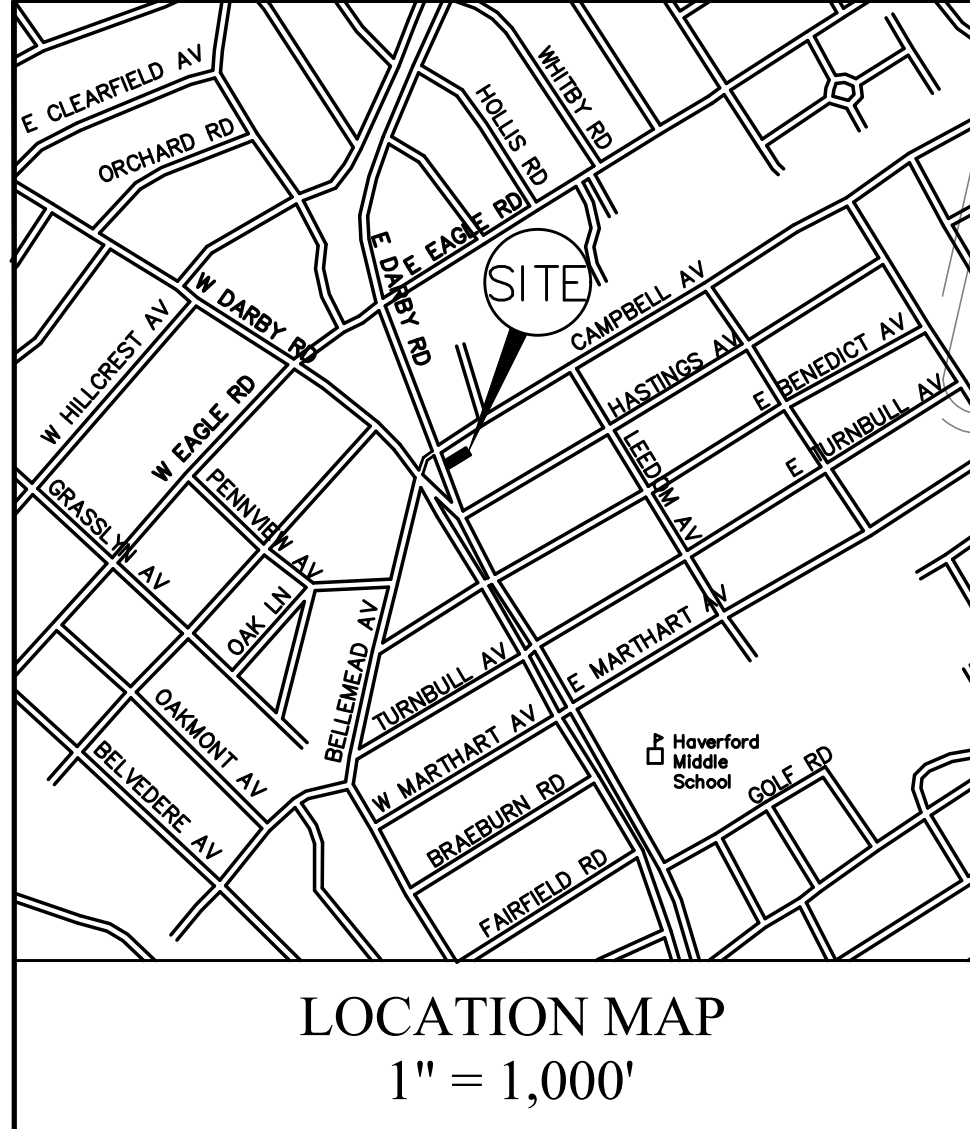 E CLEARFIELD AV
ORCHARD RD
WHITBY RD
HOLLIS RD
E EAGLE RD
E DARBY RD
W DARBY RD
SITE
CAMPBELL AV
W HILLCREST AV
HASTINGS AV
E BENEDICT AV
E TURNBULL AV
W EAGLE RD
LEEDOM AV
GRASSLYN AV
PENNVIEW AV
OAK LN
BELLEMEAD AV
E MARTHART AV
TURNBULL AV
OAKMONT AV
W MARTHART AV
BELVEDERE AV
Haverford
Middle
School
GOLF RD
BRAEBURN RD
FAIRFIELD RD
LOCATION MAP
1" = 1,000'